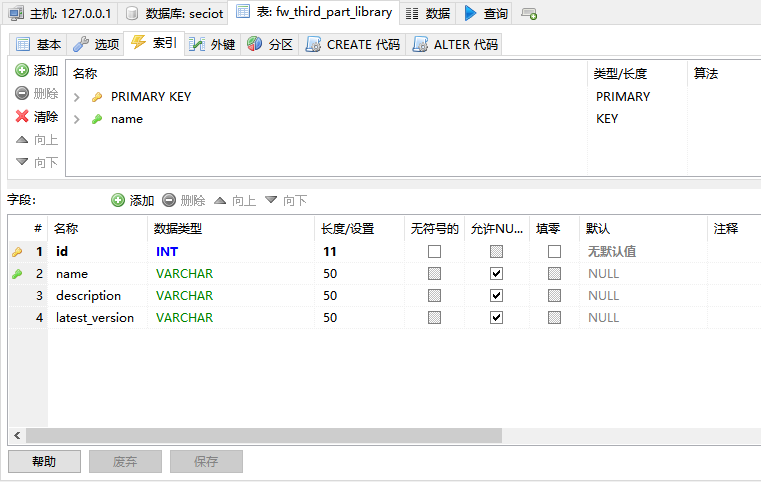 主机: 127.0.0.1 数据库: seciot 表: fw_third_part_library 数据 查询
基本 选项 索引 外键 分区 CREATE 代码 ALTER 代码
添加
删除
清除
向上
向下
名称 类型/长度 算法
PRIMARY KEY PRIMARY
name KEY
字段: 添加 删除 向上 向下
# 名称 数据类型 长度/设置 无符号的 允许NU... 填零 默认 注释
1 id INT 11 无默认值
2 name VARCHAR 50 NULL
3 description VARCHAR 50 NULL
4 latest_version VARCHAR 50 NULL
帮助 废弃 保存